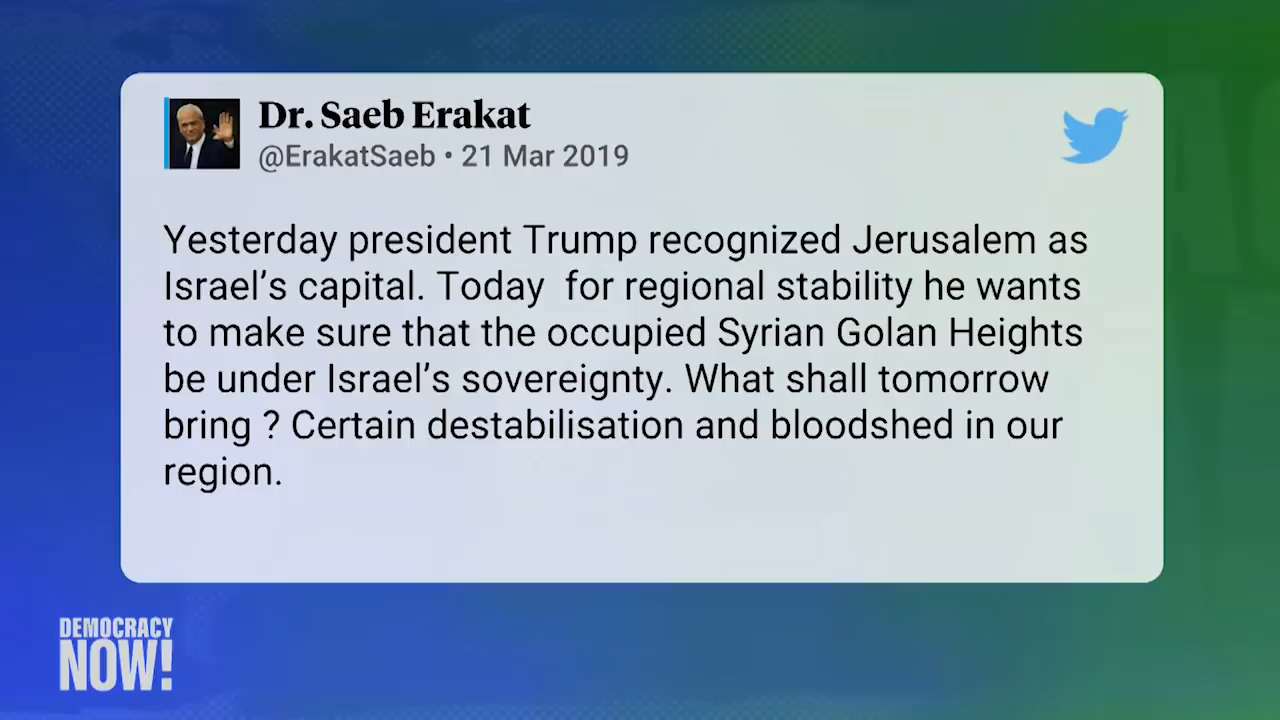 Dr. Saeb Erakat
@ErakatSaeb • 21 Mar 2019
Yesterday president Trump recognized Jerusalem as
Israel’s capital. Today  for regional stability he wants
to make sure that the occupied Syrian Golan Heights
be under Israel’s sovereignty. What shall tomorrow
bring ? Certain destabilisation and bloodshed in our
region.
DEMOCRACY
NOW!